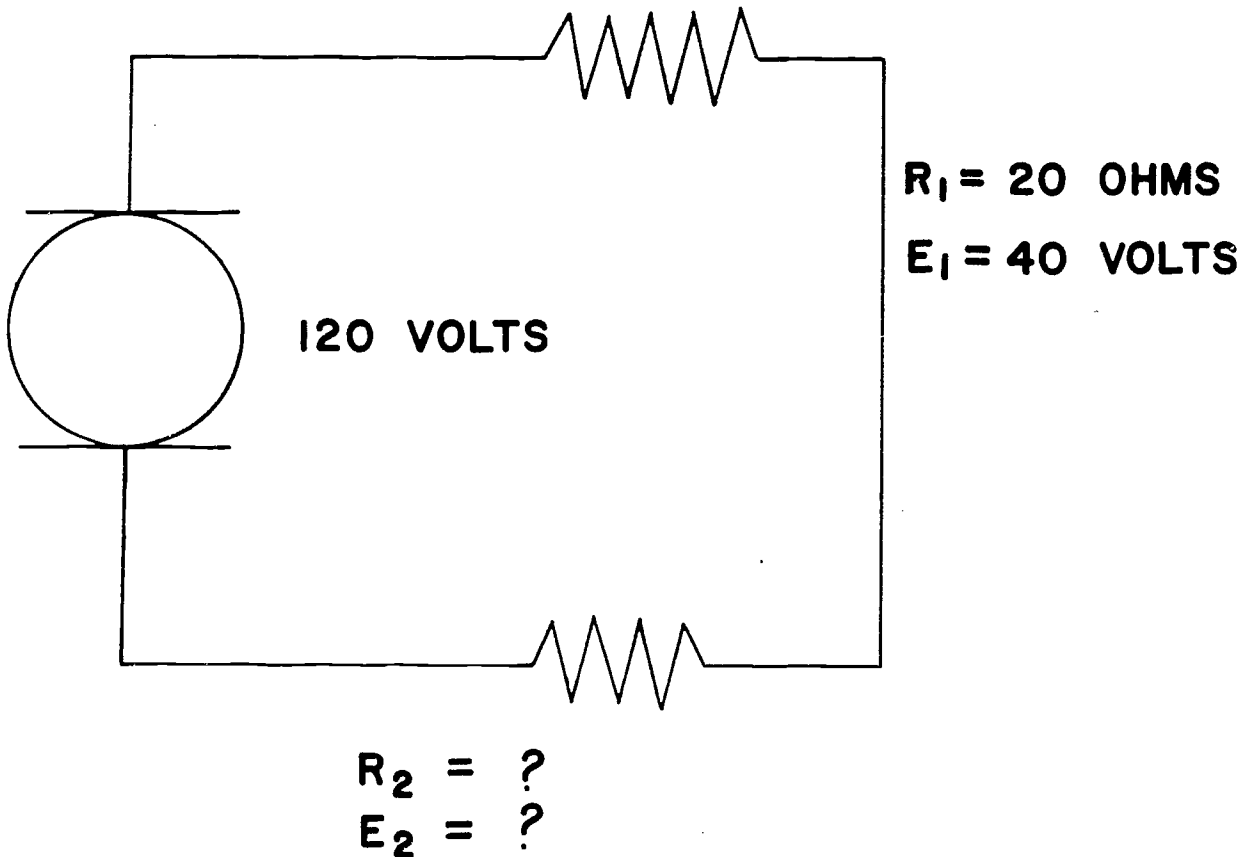 R₁ = 20 OHMS
E₁ = 40 VOLTS
120 VOLTS
R₂ = ?
E₂ = ?